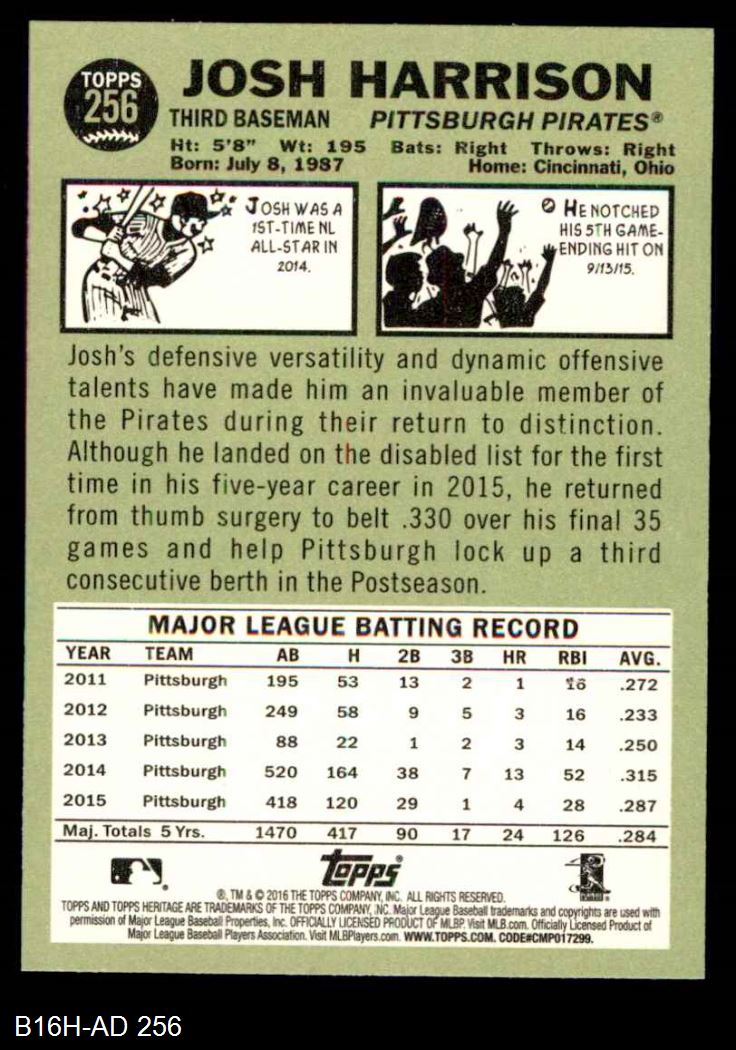 TOPPS
256
JOSH HARRISON
THIRD BASEMAN PITTSBURGH PIRATES®
Ht: 5'8" Wt: 195 Bats: Right Throws: Right
Born: July 8, 1987 Home: Cincinnati, Ohio
JOSH WAS A
1ST-TIME NL
ALL-STAR IN
2014.
HE NOTCHED
HIS 5TH GAME-
ENDING HIT ON
9/13/15.
Josh's defensive versatility and dynamic offensive
talents have made him an invaluable member of
the Pirates during their return to distinction.
Although he landed on the disabled list for the first
time in his five-year career in 2015, he returned
from thumb surgery to belt .330 over his final 35
games and help Pittsburgh lock up a third
consecutive berth in the Postseason.
MAJOR LEAGUE BATTING RECORD
YEAR TEAM AB H 2B 3B HR RBI AVG.
2011 Pittsburgh 195 53 13 2 1 16 .272
2012 Pittsburgh 249 58 9 5 3 16 .233
2013 Pittsburgh 88 22 1 2 3 14 .250
2014 Pittsburgh 520 164 38 7 13 52 .315
2015 Pittsburgh 418 120 29 1 4 28 .287
Maj. Totals 5 Yrs. 1470 417 90 17 24 126 .284
topps®
®, TM & © 2016 THE TOPPS COMPANY, INC. ALL RIGHTS RESERVED.
TOPPS AND TOPPS HERITAGE ARE TRADEMARKS OF THE TOPPS COMPANY, INC. Major League Baseball trademarks and copyrights are used with
permission of Major League Baseball Properties, Inc. OFFICIALLY LICENSED PRODUCT OF MLBP. Visit MLB.com. Officially Licensed Product of
Major League Baseball Players Association. Visit MLBPlayers.com. WWW.TOPPS.COM. CODE#CMP017299.
B16H-AD 256